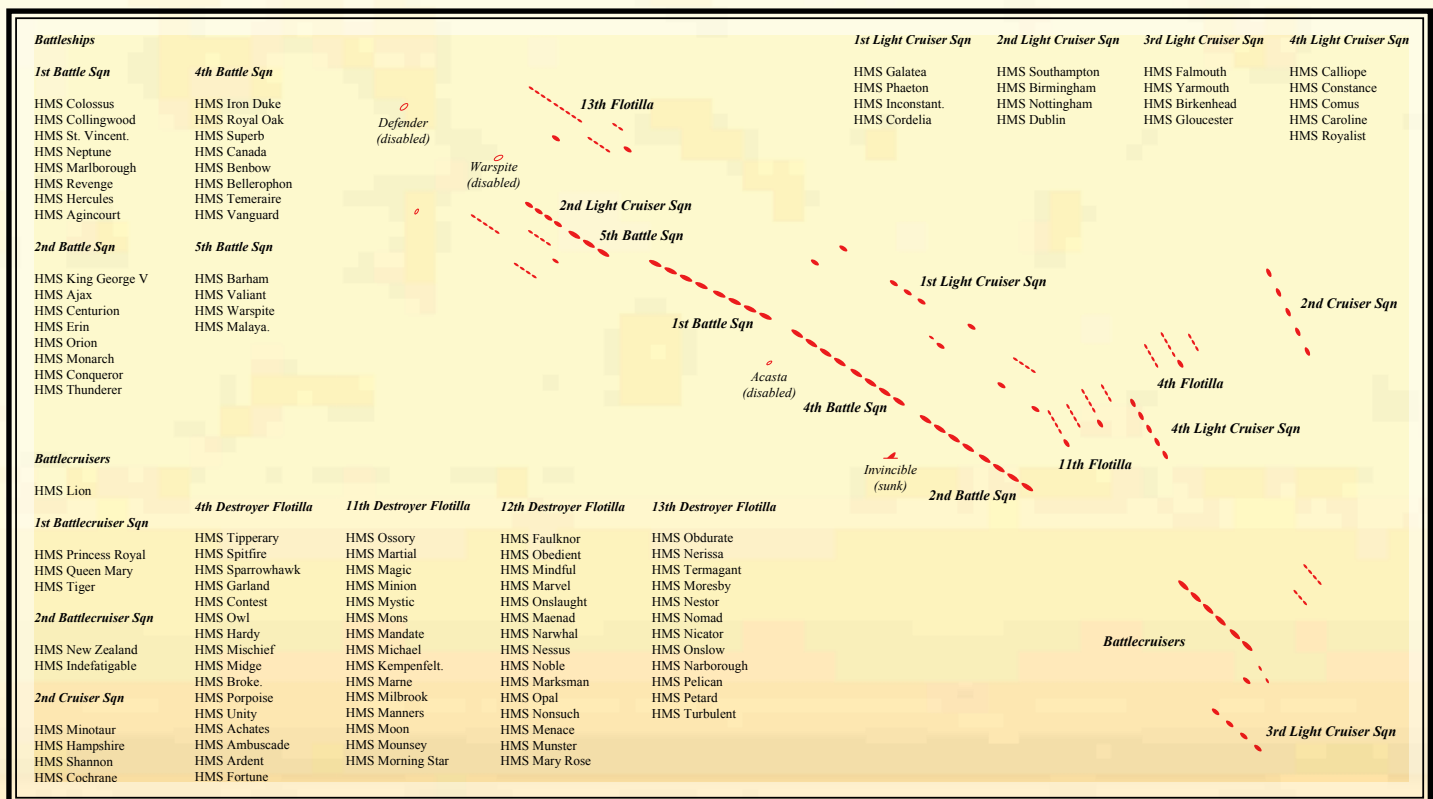 Battleships
1st Battle Sqn
HMS Colossus
HMS Collingwood
HMS St. Vincent.
HMS Neptune
HMS Marlborough
HMS Revenge
HMS Hercules
HMS Agincourt
2nd Battle Sqn
HMS King George V
HMS Ajax
HMS Centurion
HMS Erin
HMS Orion
HMS Monarch
HMS Conqueror
HMS Thunderer
4th Battle Sqn
HMS Iron Duke
HMS Royal Oak
HMS Superb
HMS Canada
HMS Benbow
HMS Bellerophon
HMS Temeraire
HMS Vanguard
5th Battle Sqn
HMS Barham
HMS Valiant
HMS Warspite
HMS Malaya.
1st Light Cruiser Sqn
HMS Galatea
HMS Phaeton
HMS Inconstant.
HMS Cordelia
2nd Light Cruiser Sqn
HMS Southampton
HMS Birmingham
HMS Nottingham
HMS Dublin
3rd Light Cruiser Sqn
HMS Falmouth
HMS Yarmouth
HMS Birkenhead
HMS Gloucester
4th Light Cruiser Sqn
HMS Calliope
HMS Constance
HMS Comus
HMS Caroline
HMS Royalist
Defender
(disabled)
13th Flotilla
Warspite
(disabled)
2nd Light Cruiser Sqn
5th Battle Sqn
1st Light Cruiser Sqn
2nd Cruiser Sqn
1st Battle Sqn
Acasta
(disabled)
4th Flotilla
4th Battle Sqn
4th Light Cruiser Sqn
11th Flotilla
Invincible
(sunk)
2nd Battle Sqn
Battlecruisers
3rd Light Cruiser Sqn
Battlecruisers
HMS Lion
1st Battlecruiser Sqn
HMS Princess Royal
HMS Queen Mary
HMS Tiger
2nd Battlecruiser Sqn
HMS New Zealand
HMS Indefatigable
2nd Cruiser Sqn
HMS Minotaur
HMS Hampshire
HMS Shannon
HMS Cochrane
4th Destroyer Flotilla
HMS Tipperary
HMS Spitfire
HMS Sparrowhawk
HMS Garland
HMS Contest
HMS Owl
HMS Hardy
HMS Mischief
HMS Midge
HMS Broke.
HMS Porpoise
HMS Unity
HMS Achates
HMS Ambuscade
HMS Ardent
HMS Fortune
11th Destroyer Flotilla
HMS Ossory
HMS Martial
HMS Magic
HMS Minion
HMS Mystic
HMS Mons
HMS Mandate
HMS Michael
HMS Kempenfelt.
HMS Marne
HMS Milbrook
HMS Manners
HMS Moon
HMS Mounsey
HMS Morning Star
12th Destroyer Flotilla
HMS Faulknor
HMS Obedient
HMS Mindful
HMS Marvel
HMS Onslaught
HMS Maenad
HMS Narwhal
HMS Nessus
HMS Noble
HMS Marksman
HMS Opal
HMS Nonsuch
HMS Menace
HMS Munster
HMS Mary Rose
13th Destroyer Flotilla
HMS Obdurate
HMS Nerissa
HMS Termagant
HMS Moresby
HMS Nestor
HMS Nomad
HMS Nicator
HMS Onslow
HMS Narborough
HMS Pelican
HMS Petard
HMS Turbulent